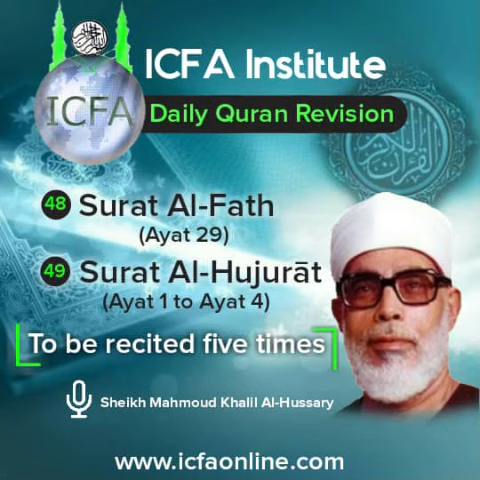 ICFA
ICFA Institute
Daily Quran Revision
48 Surat Al-Fath
(Ayat 29)
49 Surat Al-Hujurāt
(Ayat 1 to Ayat 4)
To be recited five times
Sheikh Mahmoud Khalil Al-Hussary
www.icfaonline.com